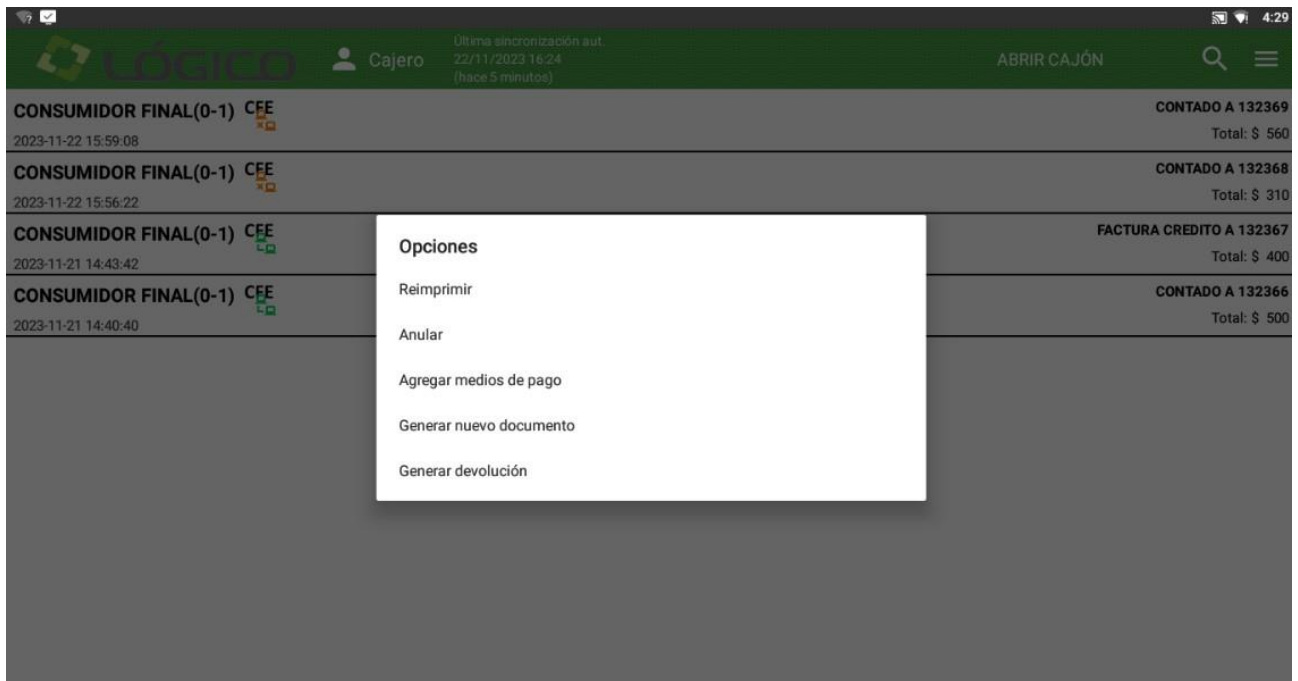 4:29
LÓGICO
Cajero
Última sincronización aut.
22/11/2023 16:24
(hace 5 minutos)
ABRIR CAJÓN
CONSUMIDOR FINAL(0-1) CFE
CONTADO A 132369
2023-11-22 15:59:08
Total: $ 560
CONSUMIDOR FINAL(0-1) CFE
CONTADO A 132368
2023-11-22 15:56:22
Total: $ 310
CONSUMIDOR FINAL(0-1) CFE
FACTURA CREDITO A 132367
2023-11-21 14:43:42
Total: $ 400
CONSUMIDOR FINAL(0-1) CFE
CONTADO A 132366
2023-11-21 14:40:40
Total: $ 500
Opciones
Reimprimir
Anular
Agregar medios de pago
Generar nuevo documento
Generar devolución